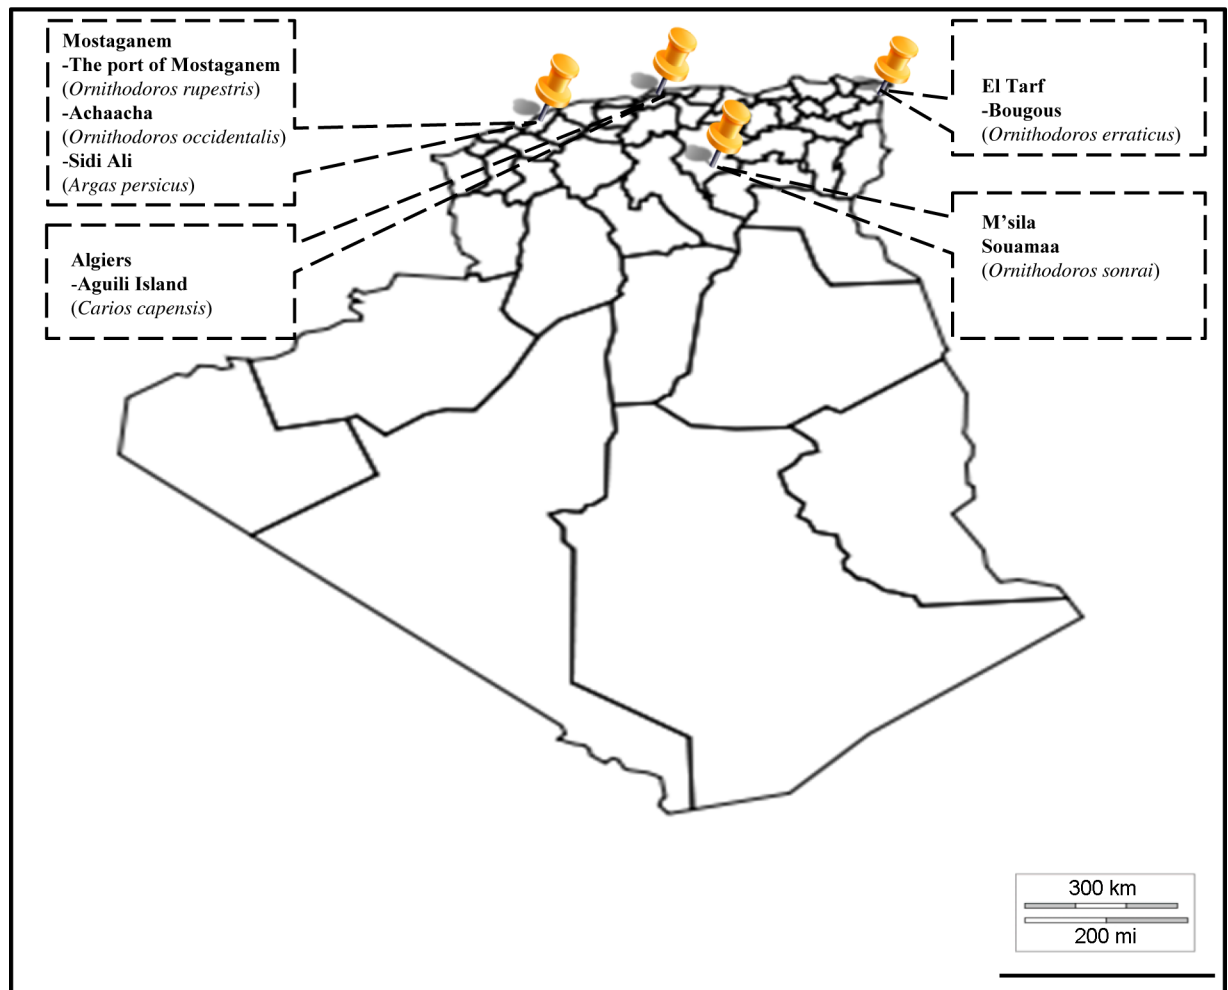 Mostaganem
-The port of Mostaganem
(Ornithodoros rupestris)
-Achaacha
(Ornithodoros occidentalis)
-Sidi Ali
(Argas persicus)
Algiers
-Aguili Island
(Carios capensis)
El Tarf
-Bougous
(Ornithodoros erraticus)
M’sila
Souamaa
(Ornithodoros sonrai)
300 km
200 mi